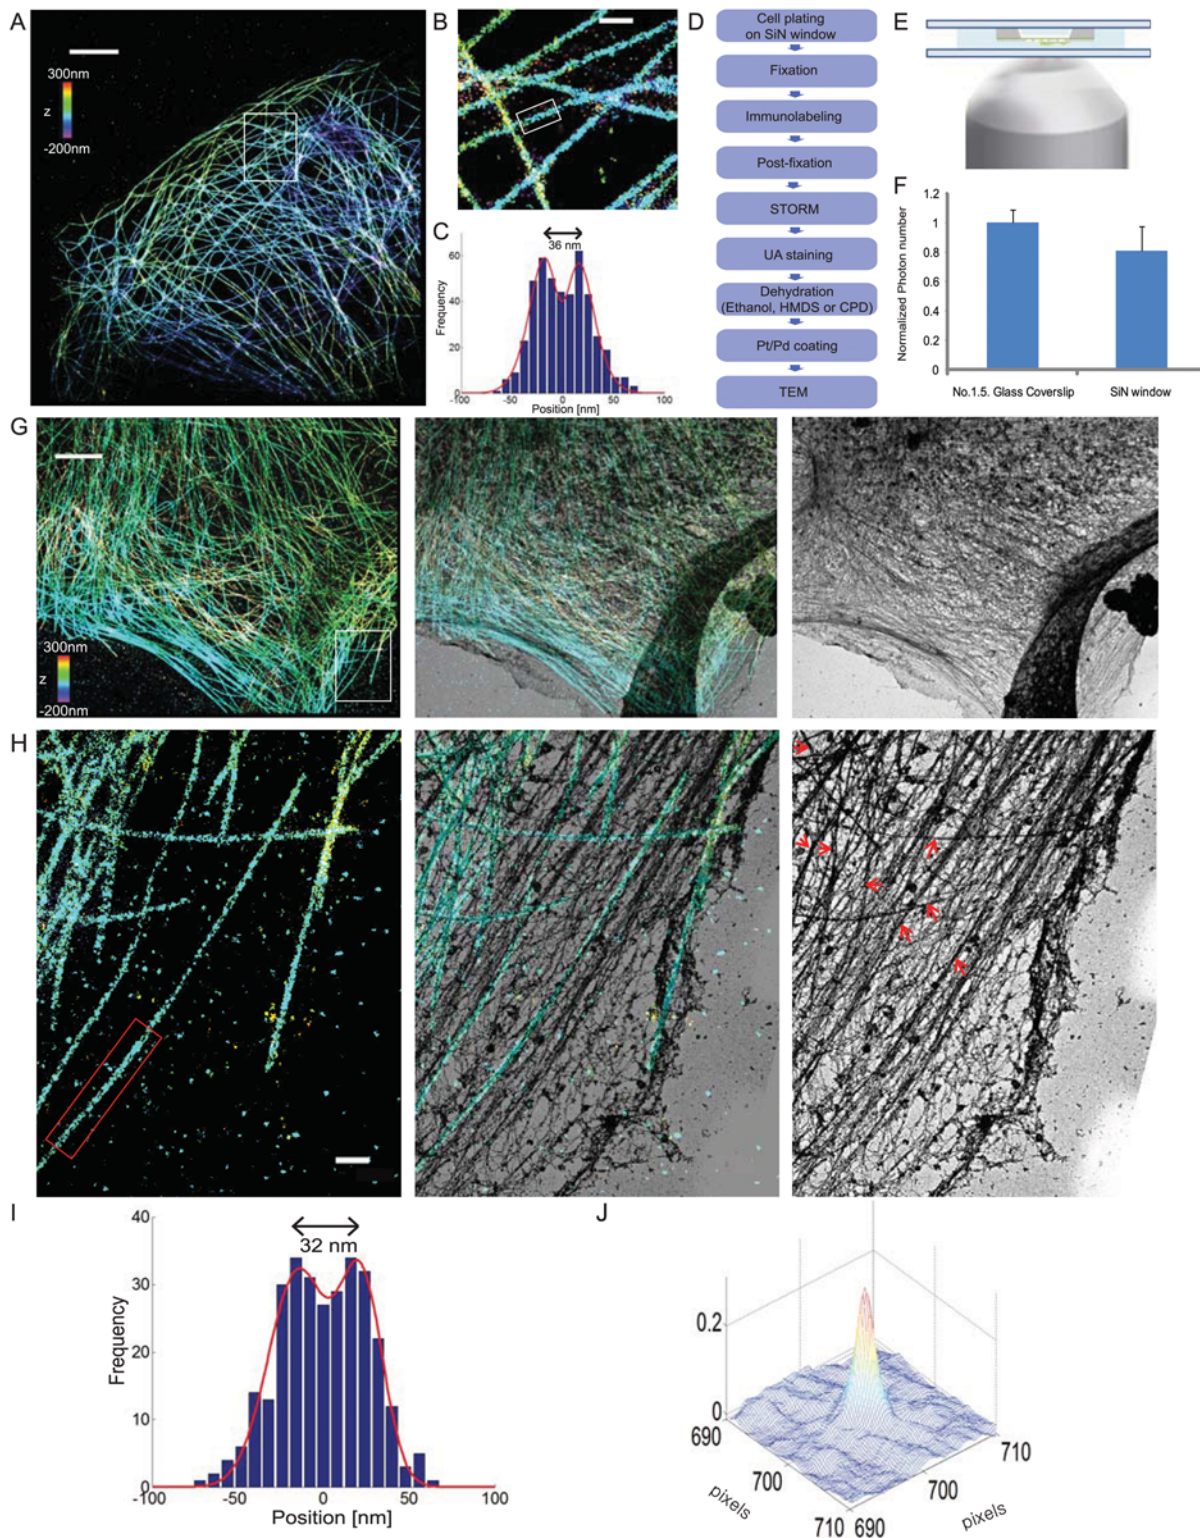 A
300nm
z
-200nm
B
C
36 nm
60
40
20
0
Frequency
-100
-50
0
50
100
Position [nm]
D
Cell plating
on SiN window
Fixation
Immunolabeling
Post-fixation
STORM
UA staining
Dehydration
(Ethanol, HMDS or CPD)
Pt/Pd coating
TEM
E
F
Normalized Photon number
1.2
1
0.8
0.6
0.4
0.2
0
No.1.5. Glass Coverslip
SiN window
G
300nm
z
-200nm
H
I
32 nm
40
30
20
10
0
Frequency
-100
-50
0
50
100
Position [nm]
J
0.2
0
690
700
710
pixels
690
700
710
pixels